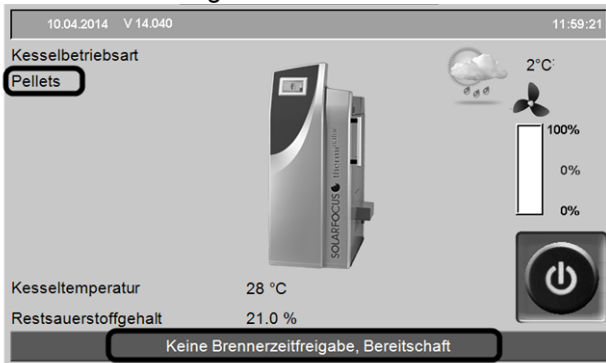 10.04.2014 V 14.040 11:59:21
Kesselbetriebsart
Pellets
2°C
100%
0%
0%
SOLARFOCUS
Kesseltemperatur 28 °C
Restsauerstoffgehalt 21.0 %
Keine Brennerzeitfreigabe, Bereitschaft